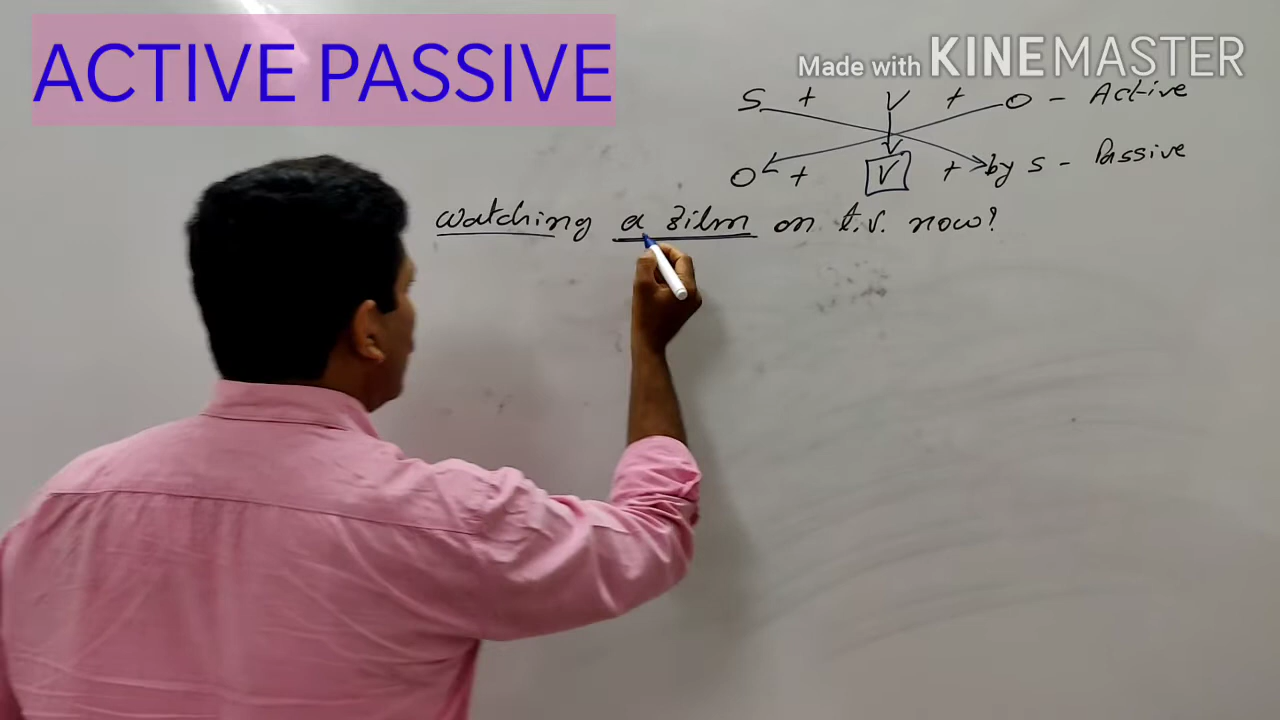 ACTIVE PASSIVE
Made with KINEMASTER
S + V + O - Active
O + V + by S - Passive
watching a film on t.v. now?